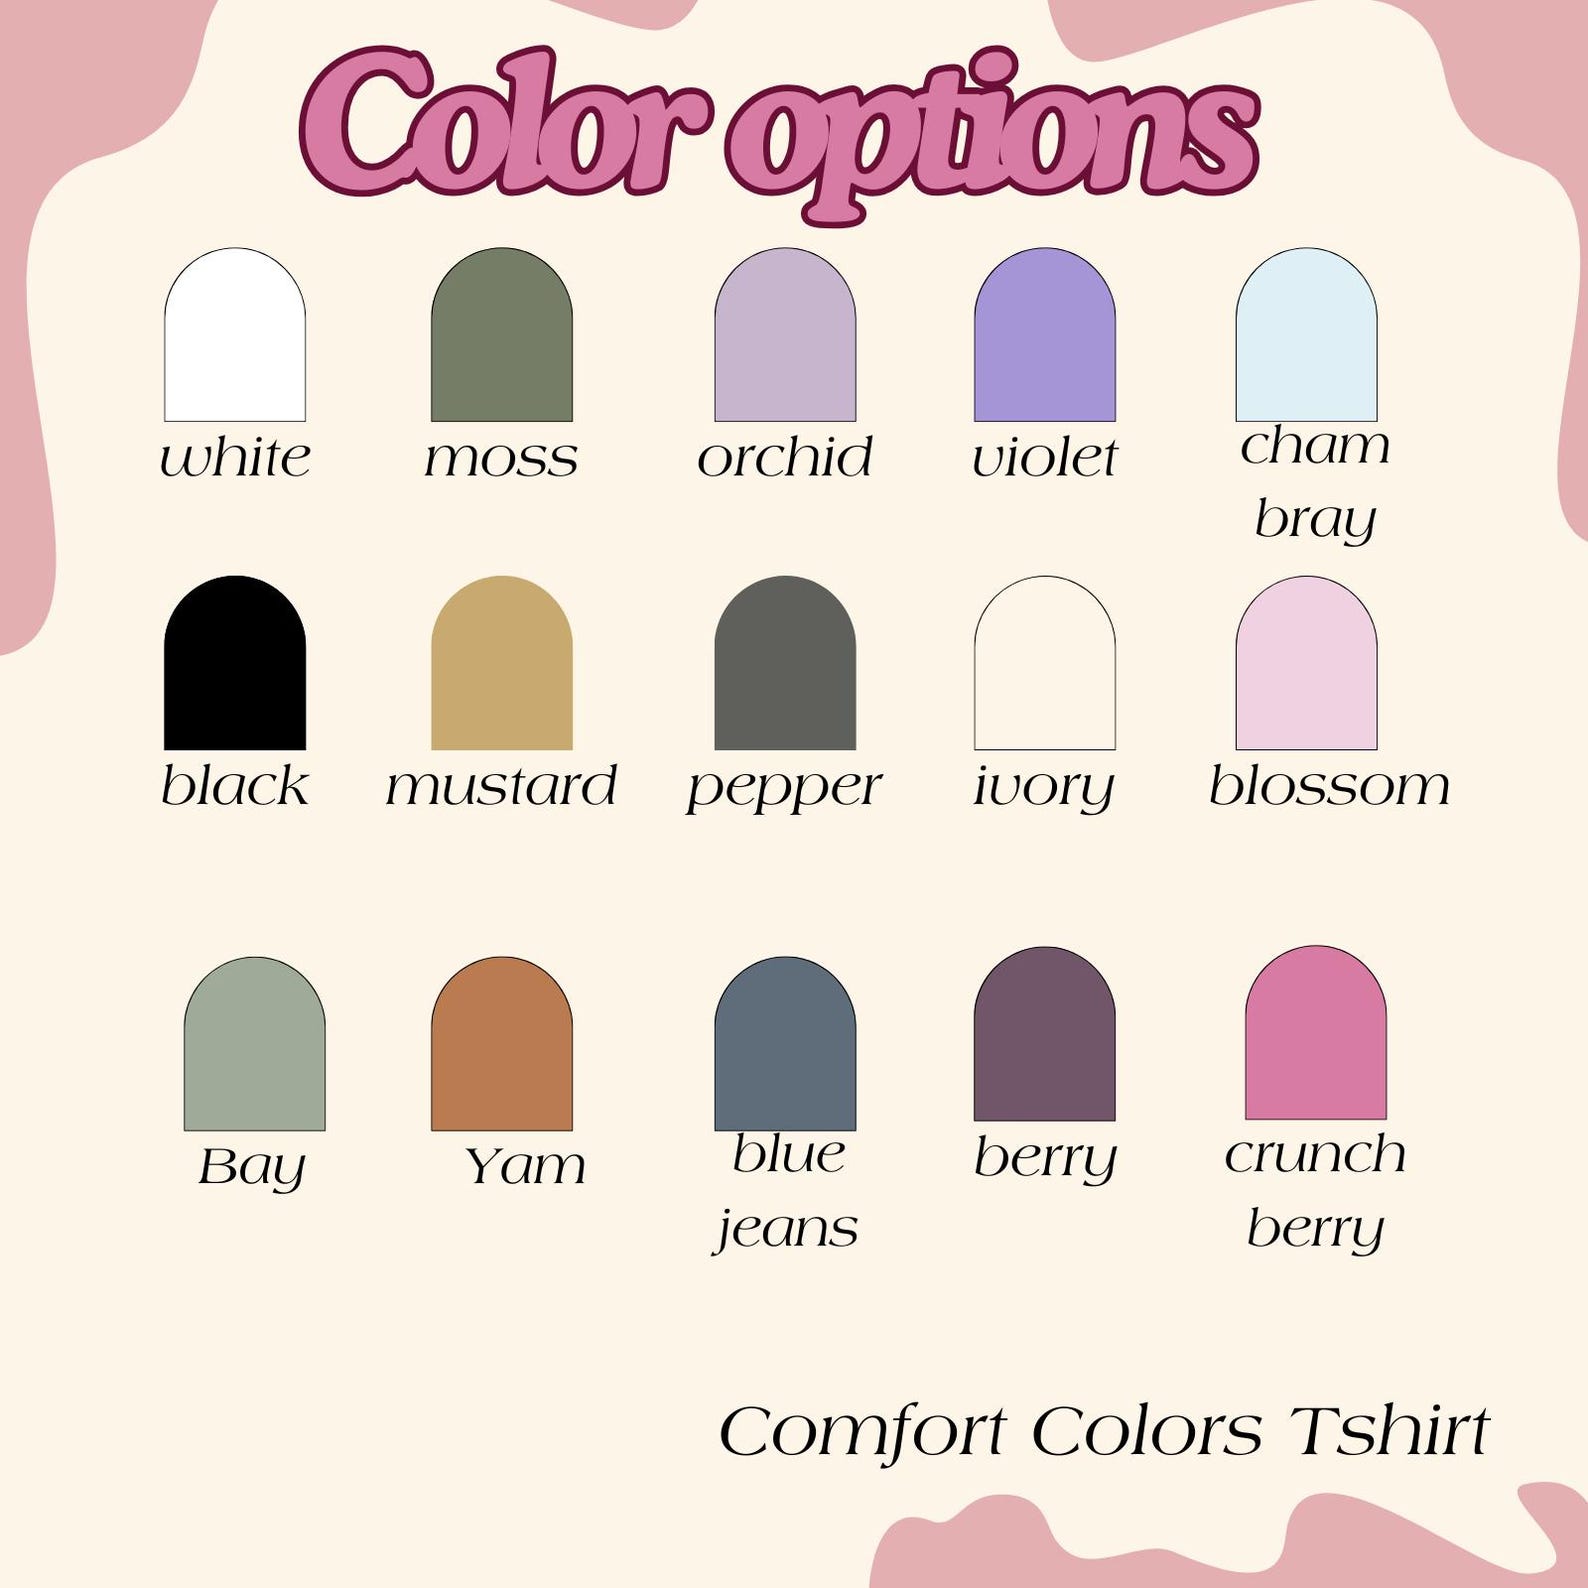 Color options
white
moss
orchid
violet
cham
bray
black
mustard
pepper
ivory
blossom
Bay
Yam
blue
jeans
berry
crunch
berry
Comfort Colors Tshirt